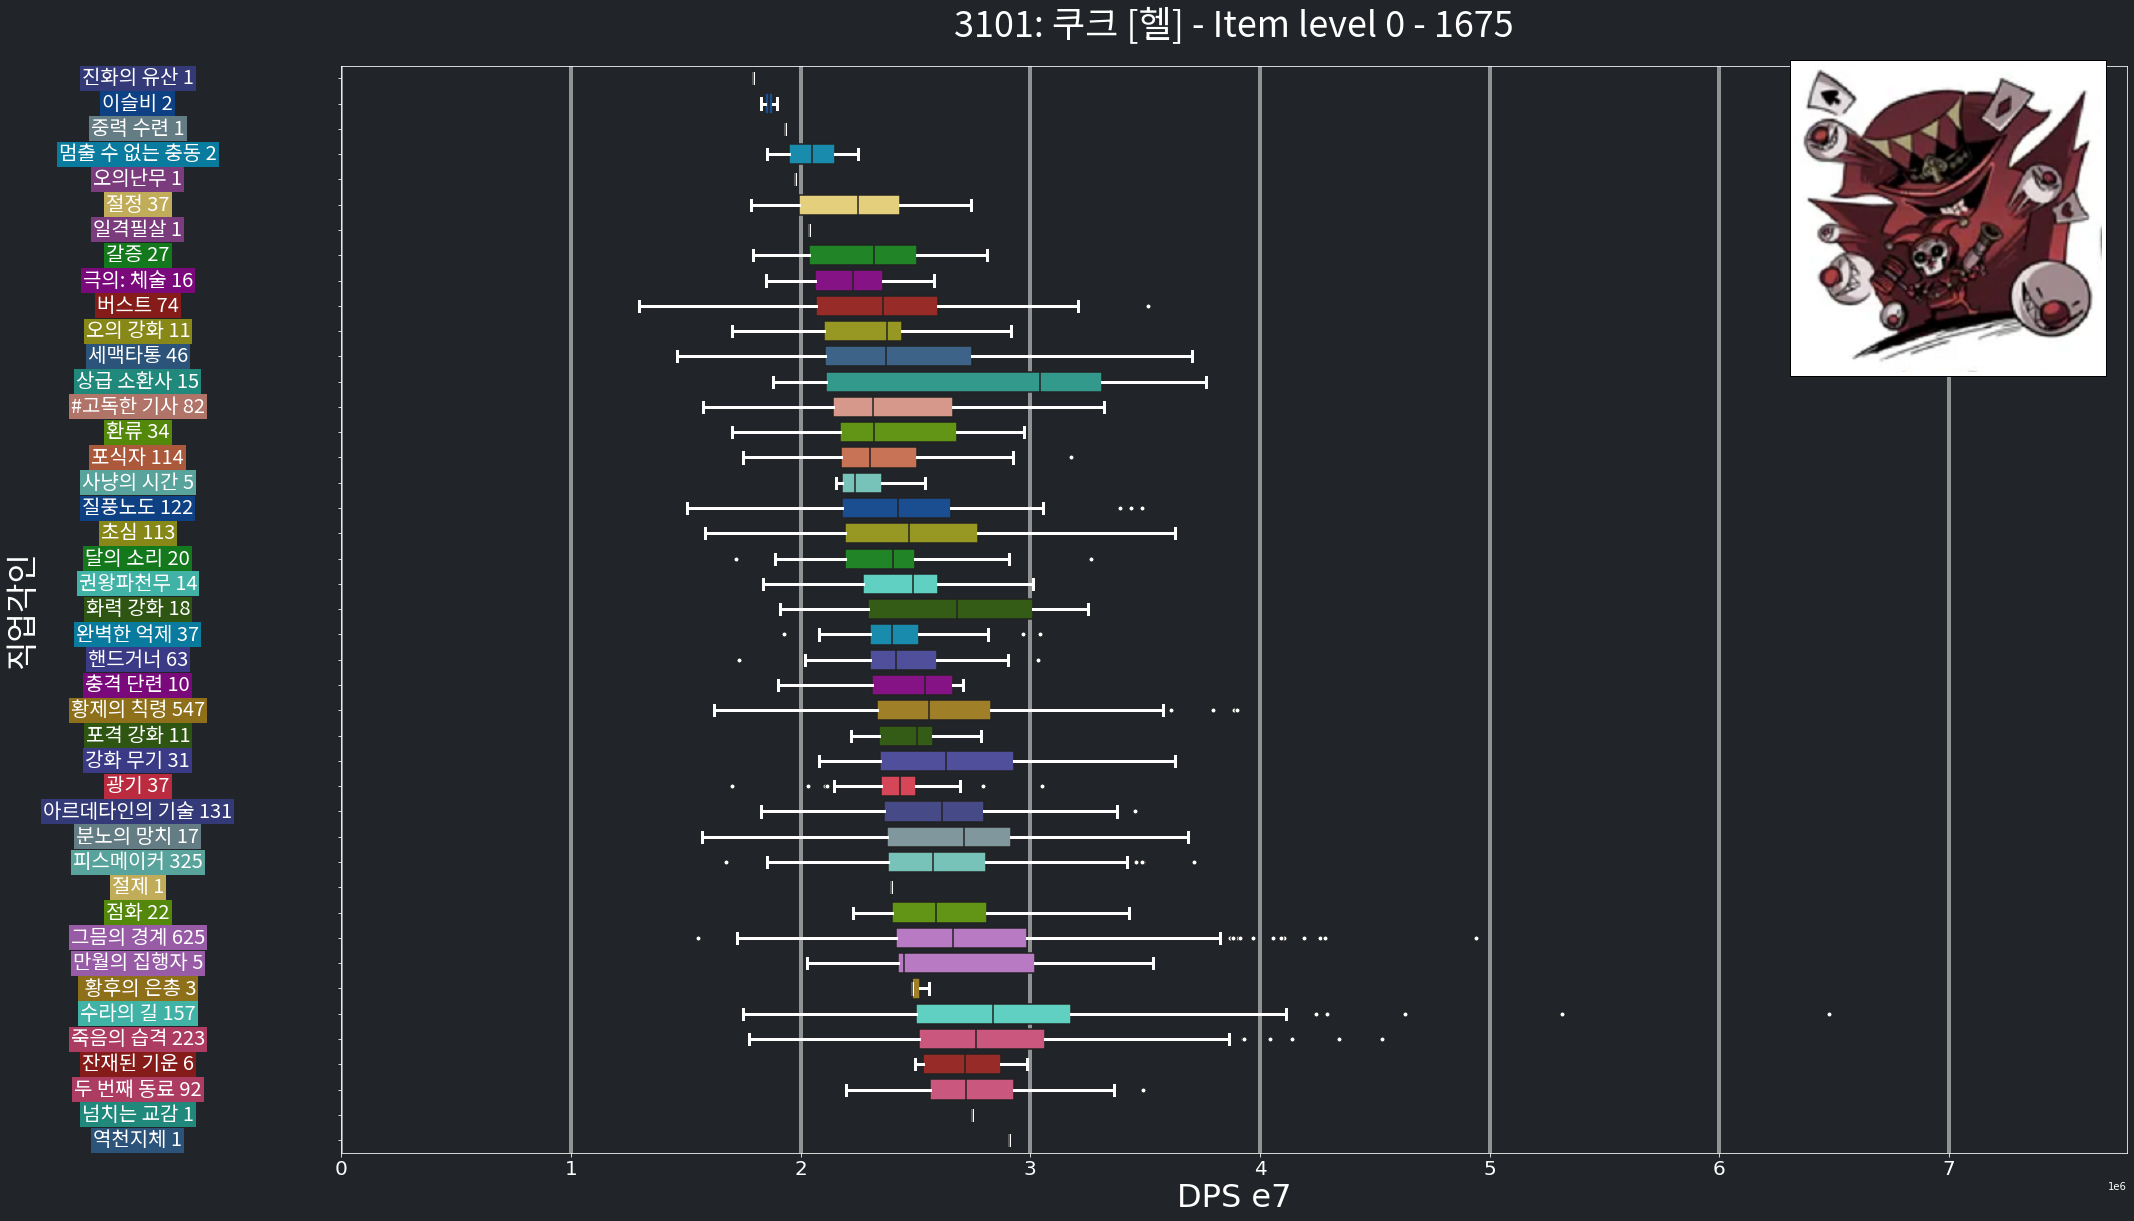 3101: 쿠크 [헬] - Item level 0 - 1675
직업각인
진화의 유산 1
이슬비 2
중력 수련 1
멈출 수 없는 충동 2
오의난무 1
절정 37
일격필살 1
갈증 27
극의: 체술 16
버스트 74
오의 강화 11
세맥타통 46
상급 소환사 15
#고독한 기사 82
환류 34
포식자 114
사냥의 시간 5
질풍노도 122
초심 113
달의 소리 20
권왕파천무 14
화력 강화 18
완벽한 억제 37
핸드거너 63
충격 단련 10
황제의 칙령 547
포격 강화 11
강화 무기 31
광기 37
아르데타인의 기술 131
분노의 망치 17
피스메이커 325
절제 1
점화 22
그믐의 경계 625
만월의 집행자 5
황후의 은총 3
수라의 길 157
죽음의 습격 223
잔재된 기운 6
두 번째 동료 92
넘치는 교감 1
역천지체 1
0 1 2 3 4 5 6 7
DPS e7
1e6